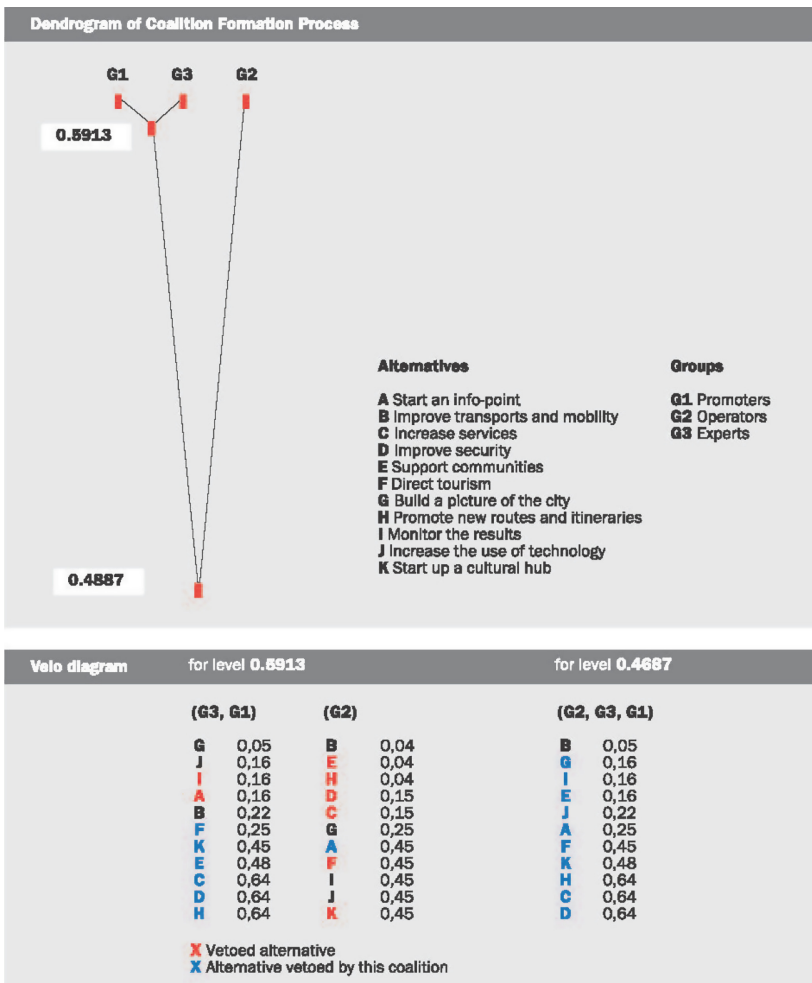 Dendrogram of Coalition Formation Process
G1 G3 G2
0.5913
Alternatives
A Start an info-point
B Improve transports and mobility
C Increase services
D Improve security
E Support communities
F Direct tourism
G Build a picture of the city
H Promote new routes and itineraries
I Monitor the results
J Increase the use of technology
K Start up a cultural hub
Groups
G1 Promoters
G2 Operators
G3 Experts
0.4887
Velo diagram for level 0.5913 for level 0.4687
(G3, G1) (G2) (G2, G3, G1)
G 0,05 B 0,04 B 0,05
J 0,16 E 0,04 G 0,16
I 0,16 H 0,04 I 0,16
A 0,16 D 0,15 E 0,16
B 0,22 C 0,15 J 0,22
F 0,25 G 0,25 A 0,25
K 0,45 A 0,45 F 0,45
E 0,48 F 0,45 K 0,48
C 0,64 I 0,45 H 0,64
D 0,64 J 0,45 C 0,64
H 0,64 K 0,45 D 0,64
X Vetoed alternative
X Alternative vetoed by this coalition